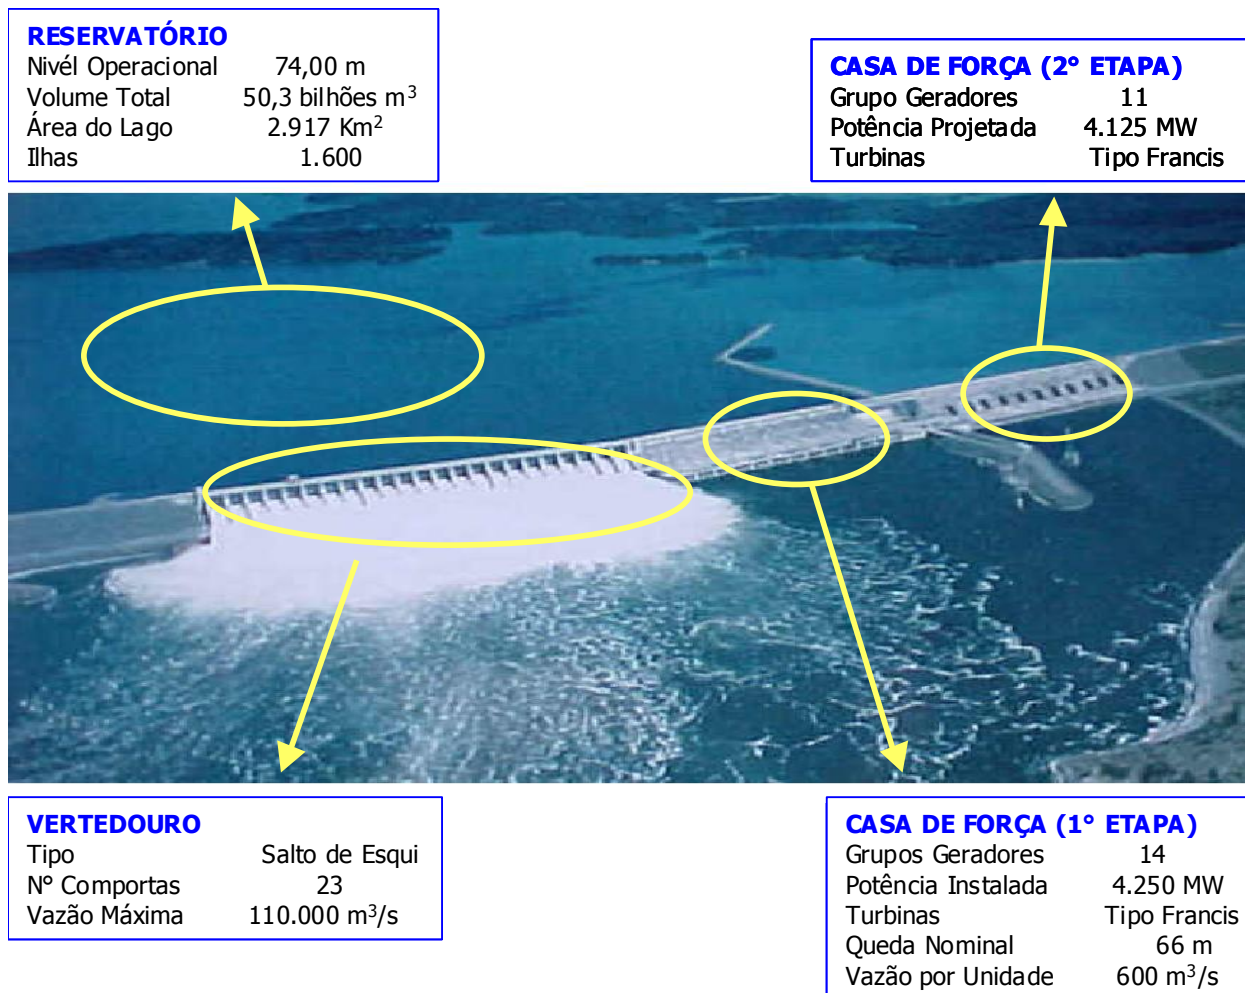 RESERVATÓRIO
Nivél Operacional 74,00 m
Volume Total 50,3 bilhões m³
Área do Lago 2.917 Km²
Ilhas 1.600
CASA DE FORÇA (2° ETAPA)
Grupo Geradores 11
Potência Projetada 4.125 MW
Turbinas Tipo Francis
VERTEDOURO
Tipo Salto de Esqui
N° Comportas 23
Vazão Máxima 110.000 m³/s
CASA DE FORÇA (1° ETAPA)
Grupos Geradores 14
Potência Instalada 4.250 MW
Turbinas Tipo Francis
Queda Nominal 66 m
Vazão por Unidade 600 m³/s